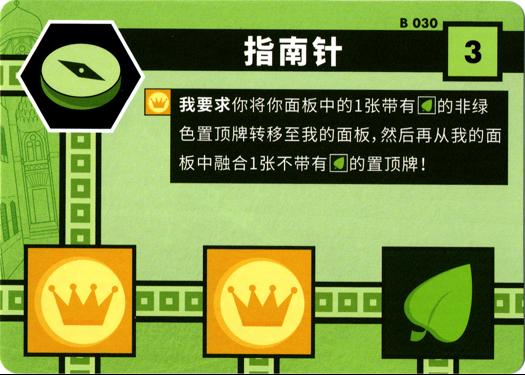 B 030
指南针
3
我要求你将你面板中的1张带有的非绿
色置顶牌转移至我的面板，然后再从我的面
板中融合1张不带有的置顶牌！